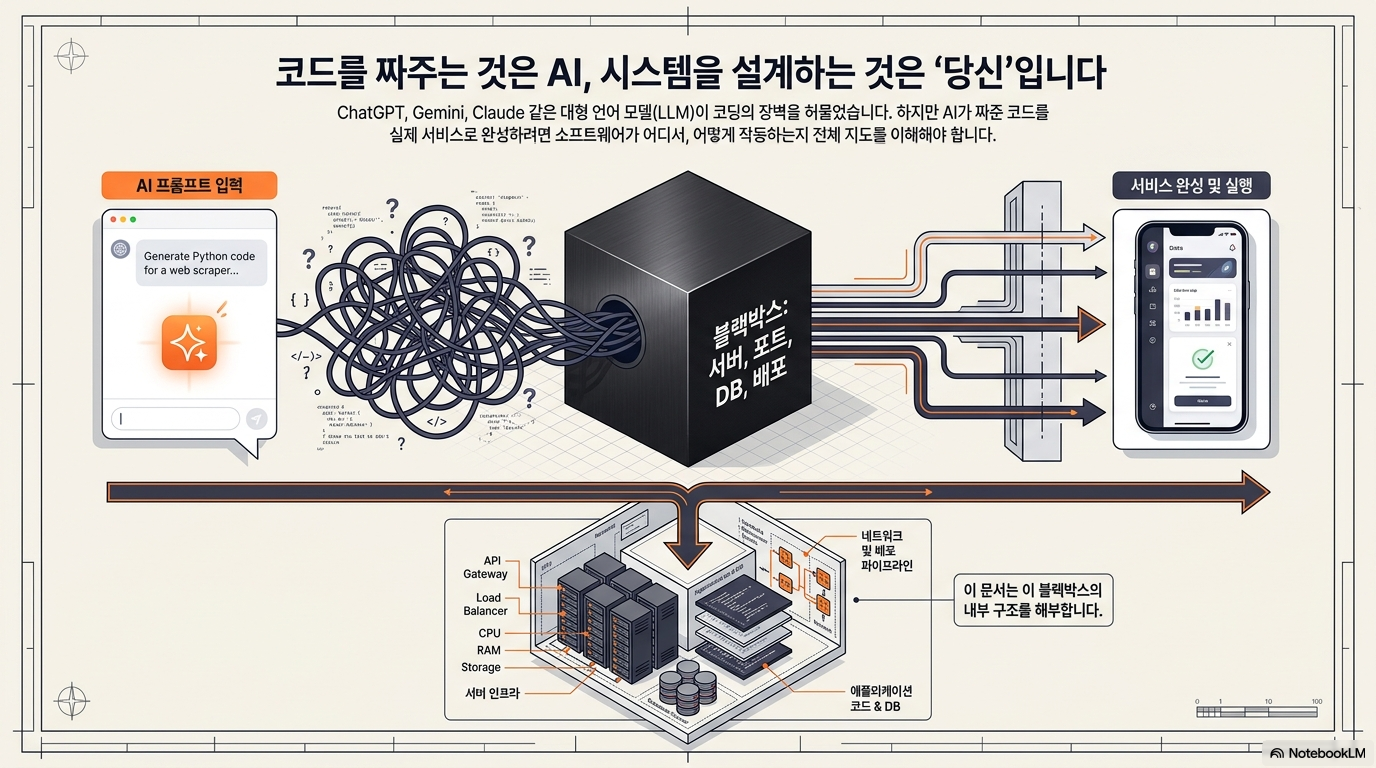 코드를 짜주는 것은 AI, 시스템을 설계하는 것은 ‘당신’입니다
ChatGPT, Gemini, Claude 같은 대형 언어 모델(LLM)이 코딩의 장벽을 허물었습니다. 하지만 AI가 짜준 코드를
실제 서비스로 완성하려면 소프트웨어가 어디서, 어떻게 작동하는지 전체 지도를 이해해야 합니다.
AI 프롬프트 입력
Generate Python code
for a web scraper...
?
?
?
?
?
?
?
?
{ }
{ }
</-)>
</>
블랙박스:
서버, 포트,
DB, 배포
서비스 완성 및 실행
API
Gateway
Load
Balancer
CPU
RAM
Storage
서버 인프라
네트워크
및 배포
파이프라인
애플리케이션
코드 & DB
이 문서는 이 블랙박스의
내부 구조를 해부합니다.
0 1 10 100
NotebookLM